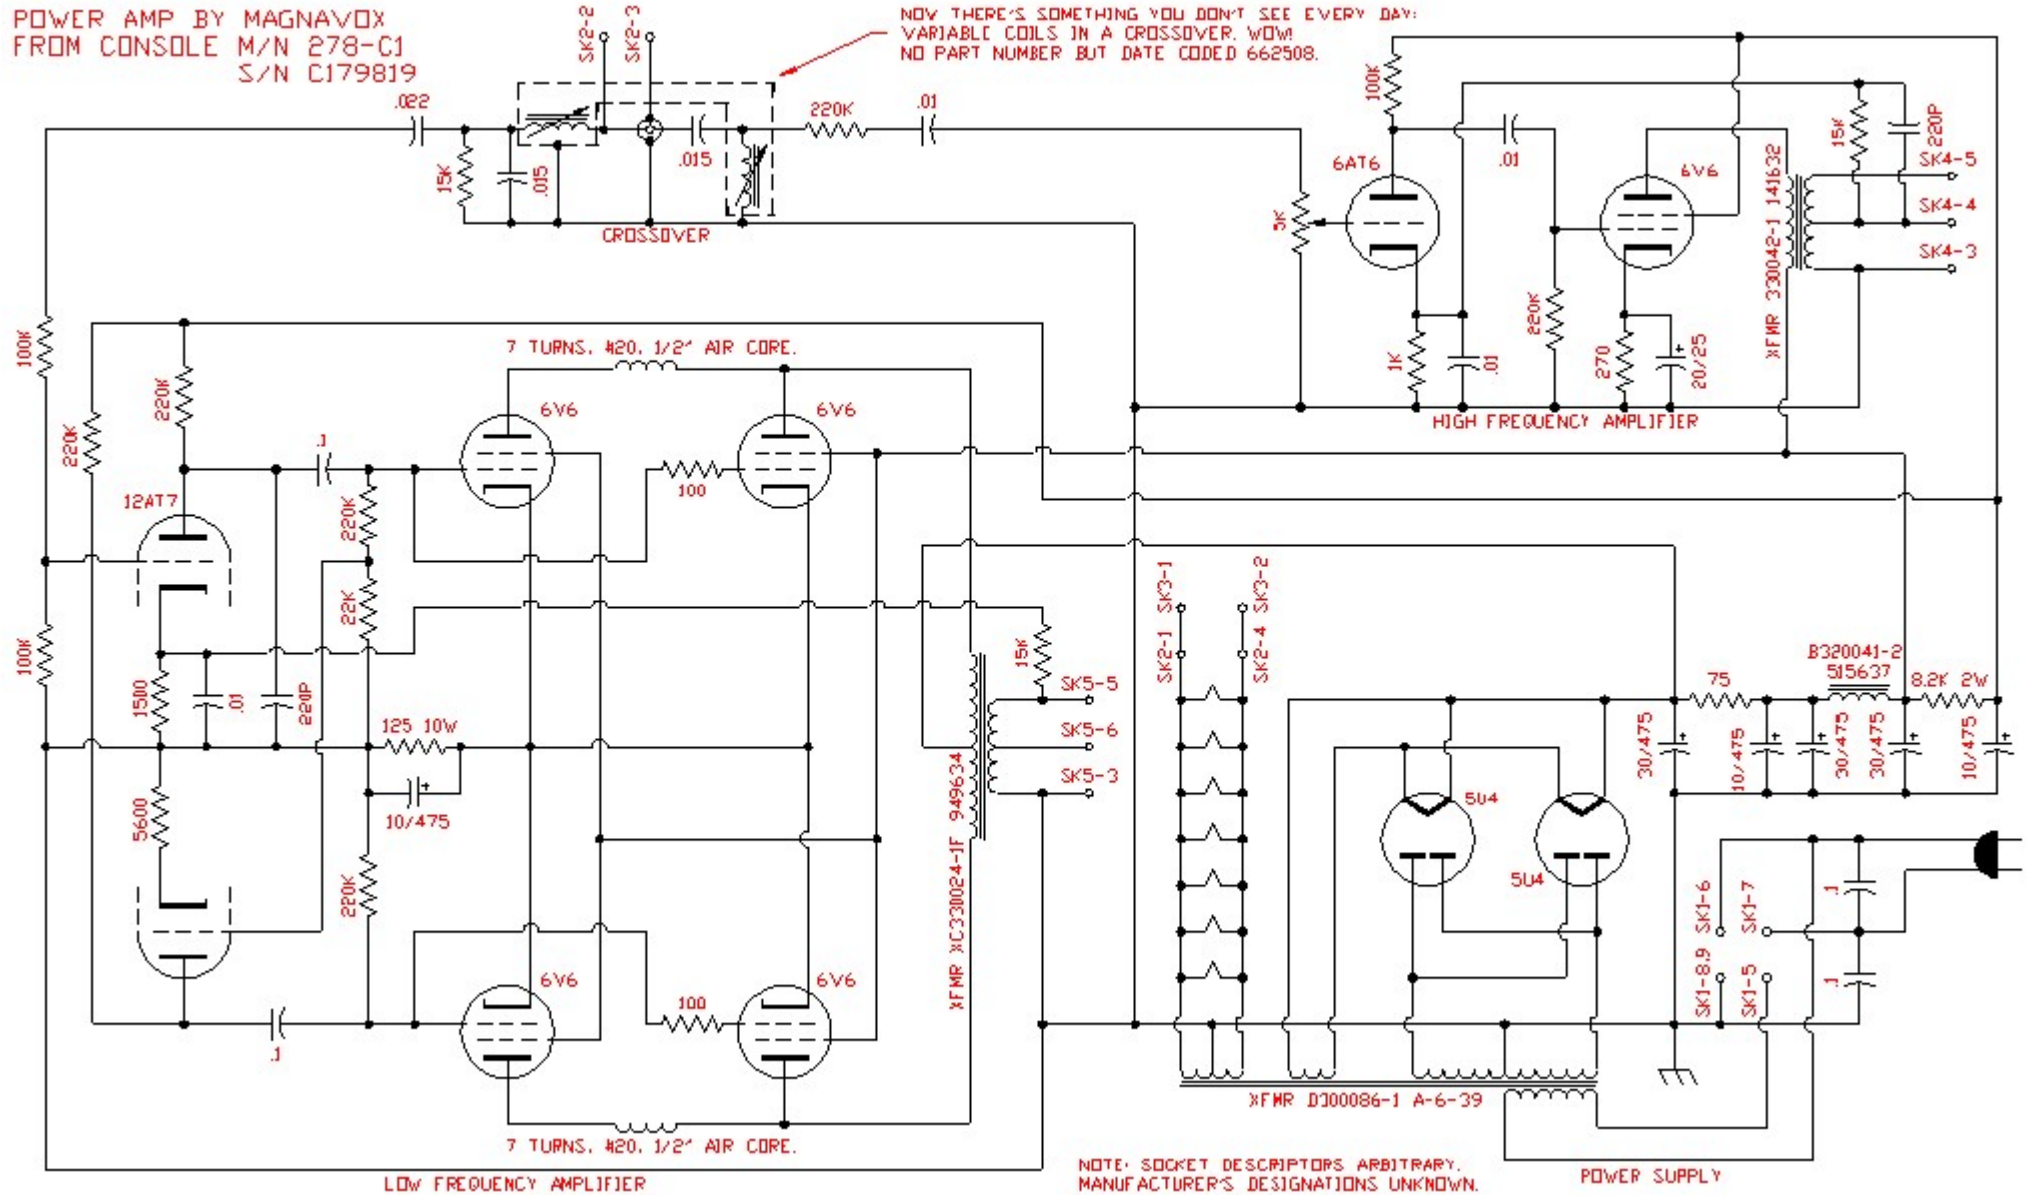 POWER AMP BY MAGNAVOX
FROM CONSOLE M/N 278-C1
S/N C179819
SK2-2
SK2-3
NOW THERE'S SOMETHING YOU DON'T SEE EVERY DAY:
VARIABLE COILS IN A CROSSOVER. WOW!
NO PART NUMBER BUT DATE CODED 662508.
.022
15K
.015
.015
220K
.01
CROSSOVER
5K
100K
6AT6
.01
6V6
15K
220P
SK4-5
SK4-4
SK4-3
XFMR 330042-1 141632
1K
.01
220K
270
20/25
HIGH FREQUENCY AMPLIFIER
100K
220K
220K
7 TURNS, #20, 1/2" AIR CORE.
6V6
6V6
.1
100
12AT7
220K
22K
100K
1500
.01
220P
125 10W
10/475
5600
220K
15K
SK5-5
SK5-6
SK5-3
XFMR XC330024-1F 949634
6V6
6V6
100
.1
7 TURNS, #20, 1/2" AIR CORE.
LOW FREQUENCY AMPLIFIER
SK2-1 SK3-1
SK2-4 SK3-2
75
B320041-2
515637
8.2K 2W
30/475
10/475
30/475
30/475
10/475
5U4
5U4
SK1-6
SK1-7
SK1-8,9
SK1-5
.1
.1
XFMR D300086-1 A-6-39
POWER SUPPLY
NOTE: SOCKET DESCRIPTORS ARBITRARY.
MANUFACTURER'S DESIGNATIONS UNKNOWN.